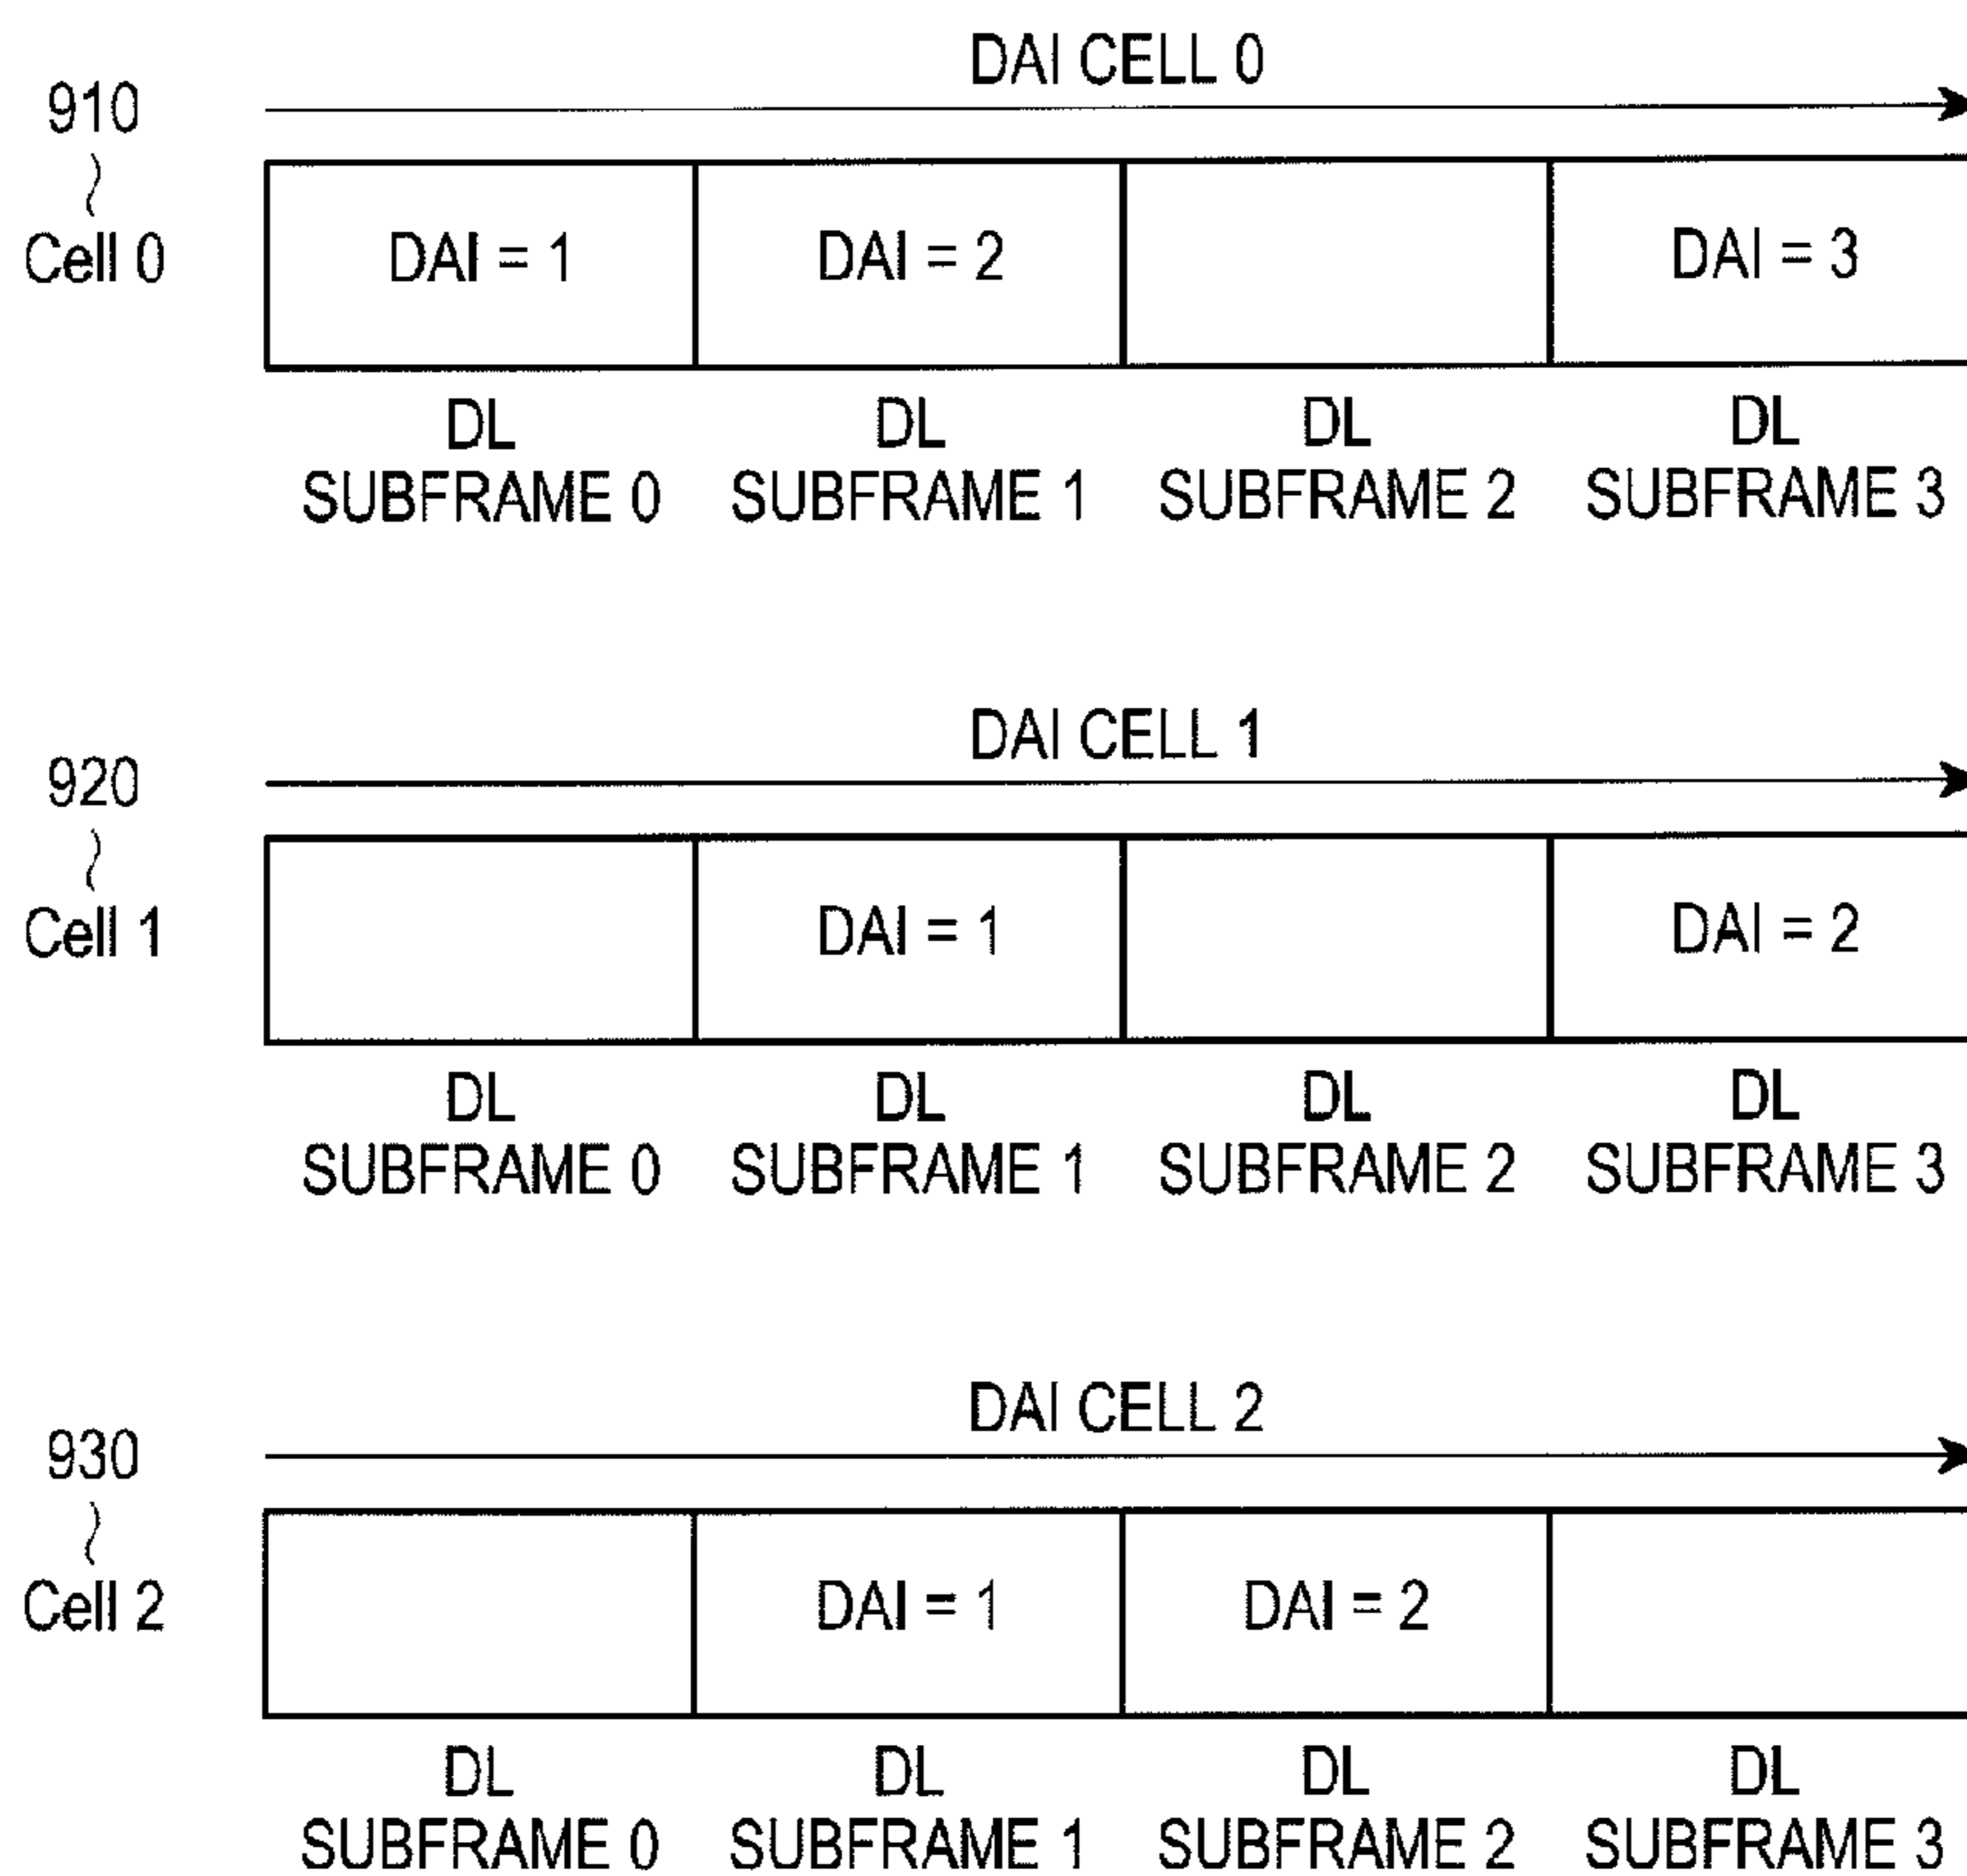 DAI CELL 0
910
Cell 0
DAI = 1
DAI = 2
DAI = 3
DL
SUBFRAME 0
DL
SUBFRAME 1
DL
SUBFRAME 2
DL
SUBFRAME 3
DAI CELL 1
920
Cell 1
DAI = 1
DAI = 2
DL
SUBFRAME 0
DL
SUBFRAME 1
DL
SUBFRAME 2
DL
SUBFRAME 3
DAI CELL 2
930
Cell 2
DAI = 1
DAI = 2
DL
SUBFRAME 0
DL
SUBFRAME 1
DL
SUBFRAME 2
DL
SUBFRAME 3